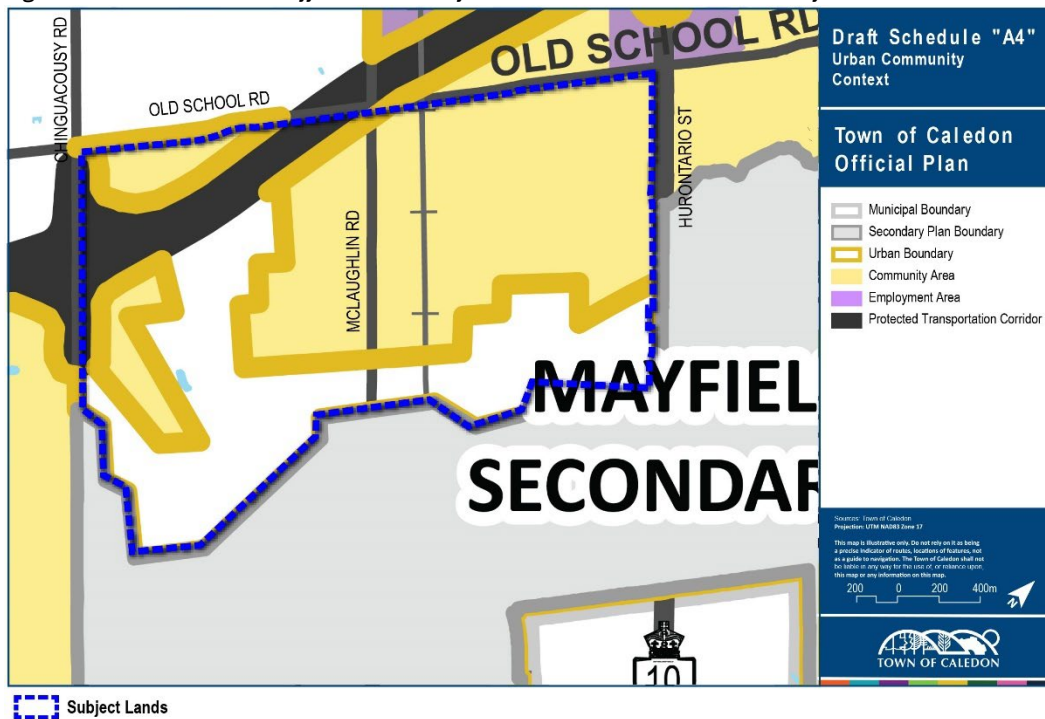 OLD SCHOOL RD
CHINGUACOUSY RD
OLD SCHOOL RD
MCLAUGHLIN RD
HURONTARIO ST
MAYFIEL
SECONDAR
10
Draft Schedule "A4"
Urban Community
Context
Town of Caledon
Official Plan
Municipal Boundary
Secondary Plan Boundary
Urban Boundary
Community Area
Employment Area
Protected Transportation Corridor
Sources: Town of Caledon
Projection: UTM NAD83 Zone 17
This map is illustrative only. Do not rely on it as being
a precise indicator of routes, locations of features, not
as a guide to navigation. The Town of Caledon shall not
be liable in any way for the use of, or reliance upon,
this map or any information on this map.
200 0 200 400m
N
TOWN OF CALEDON
Subject Lands